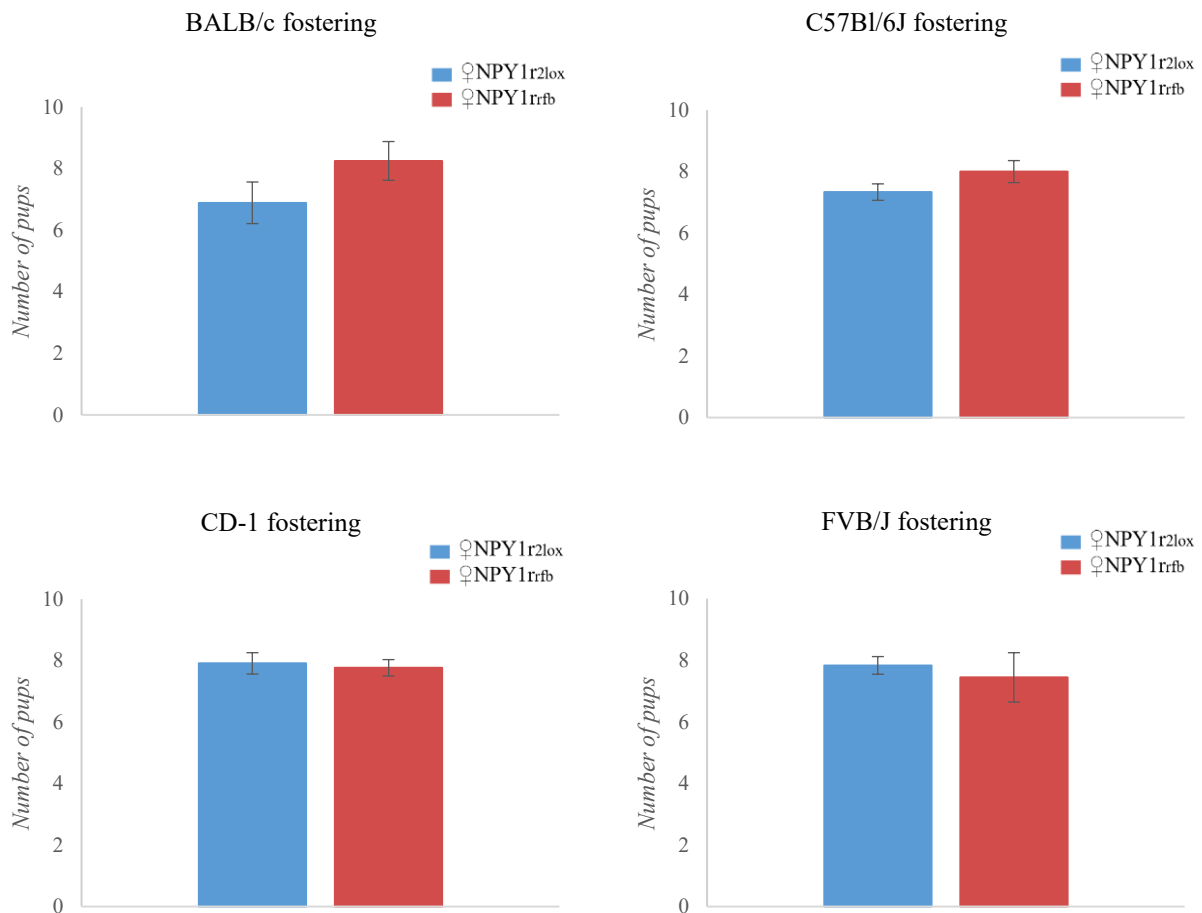 BALB/c fostering
♀NPY1r2lox
♀NPY1rrfb
10
8
6
4
2
0
Number of pups
C57Bl/6J fostering
♀NPY1r2lox
♀NPY1rrfb
10
8
6
4
2
0
Number of pups
CD-1 fostering
♀NPY1r2lox
♀NPY1rrfb
10
8
6
4
2
0
Number of pups
FVB/J fostering
♀NPY1r2lox
♀NPY1rrfb
10
8
6
4
2
0
Number of pups